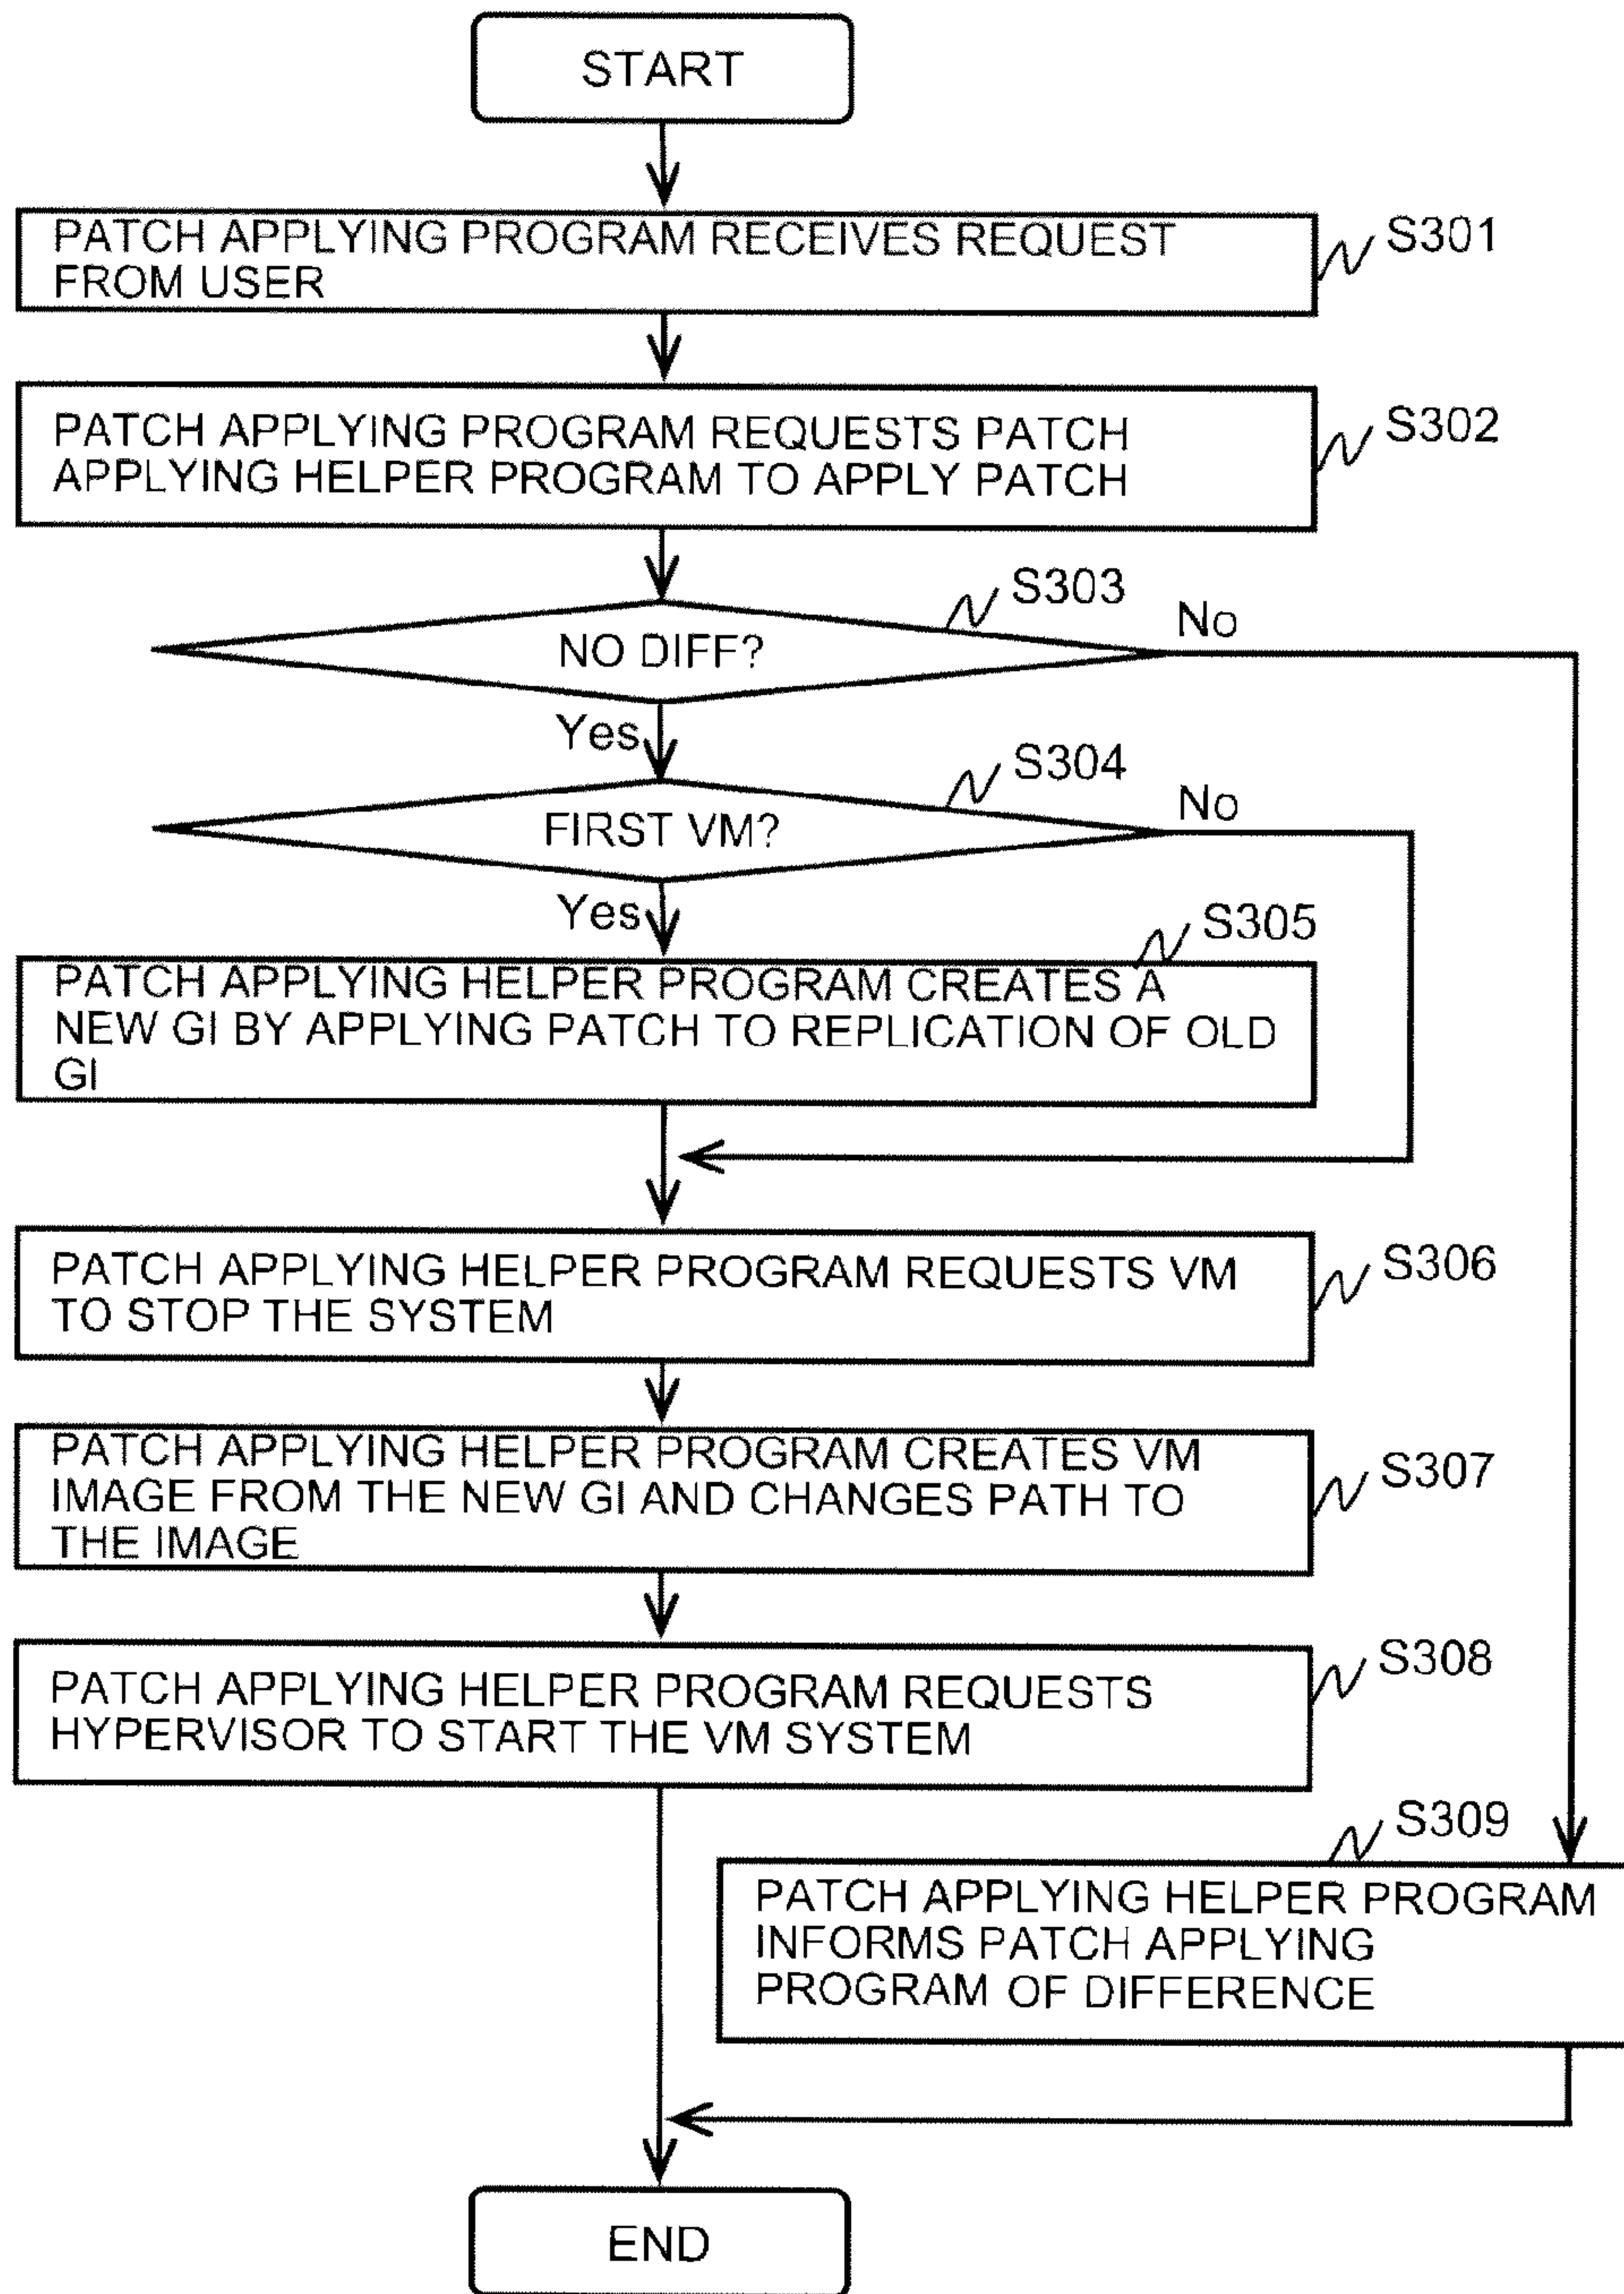 START
PATCH APPLYING PROGRAM RECEIVES REQUEST
FROM USER
S301
PATCH APPLYING PROGRAM REQUESTS PATCH
APPLYING HELPER PROGRAM TO APPLY PATCH
S302
S303
NO DIFF?
No
Yes
S304
FIRST VM?
No
Yes
S305
PATCH APPLYING HELPER PROGRAM CREATES A
NEW GI BY APPLYING PATCH TO REPLICATION OF OLD
GI
PATCH APPLYING HELPER PROGRAM REQUESTS VM
TO STOP THE SYSTEM
S306
PATCH APPLYING HELPER PROGRAM CREATES VM
IMAGE FROM THE NEW GI AND CHANGES PATH TO
THE IMAGE
S307
PATCH APPLYING HELPER PROGRAM REQUESTS
HYPERVISOR TO START THE VM SYSTEM
S308
S309
PATCH APPLYING HELPER PROGRAM
INFORMS PATCH APPLYING
PROGRAM OF DIFFERENCE
END